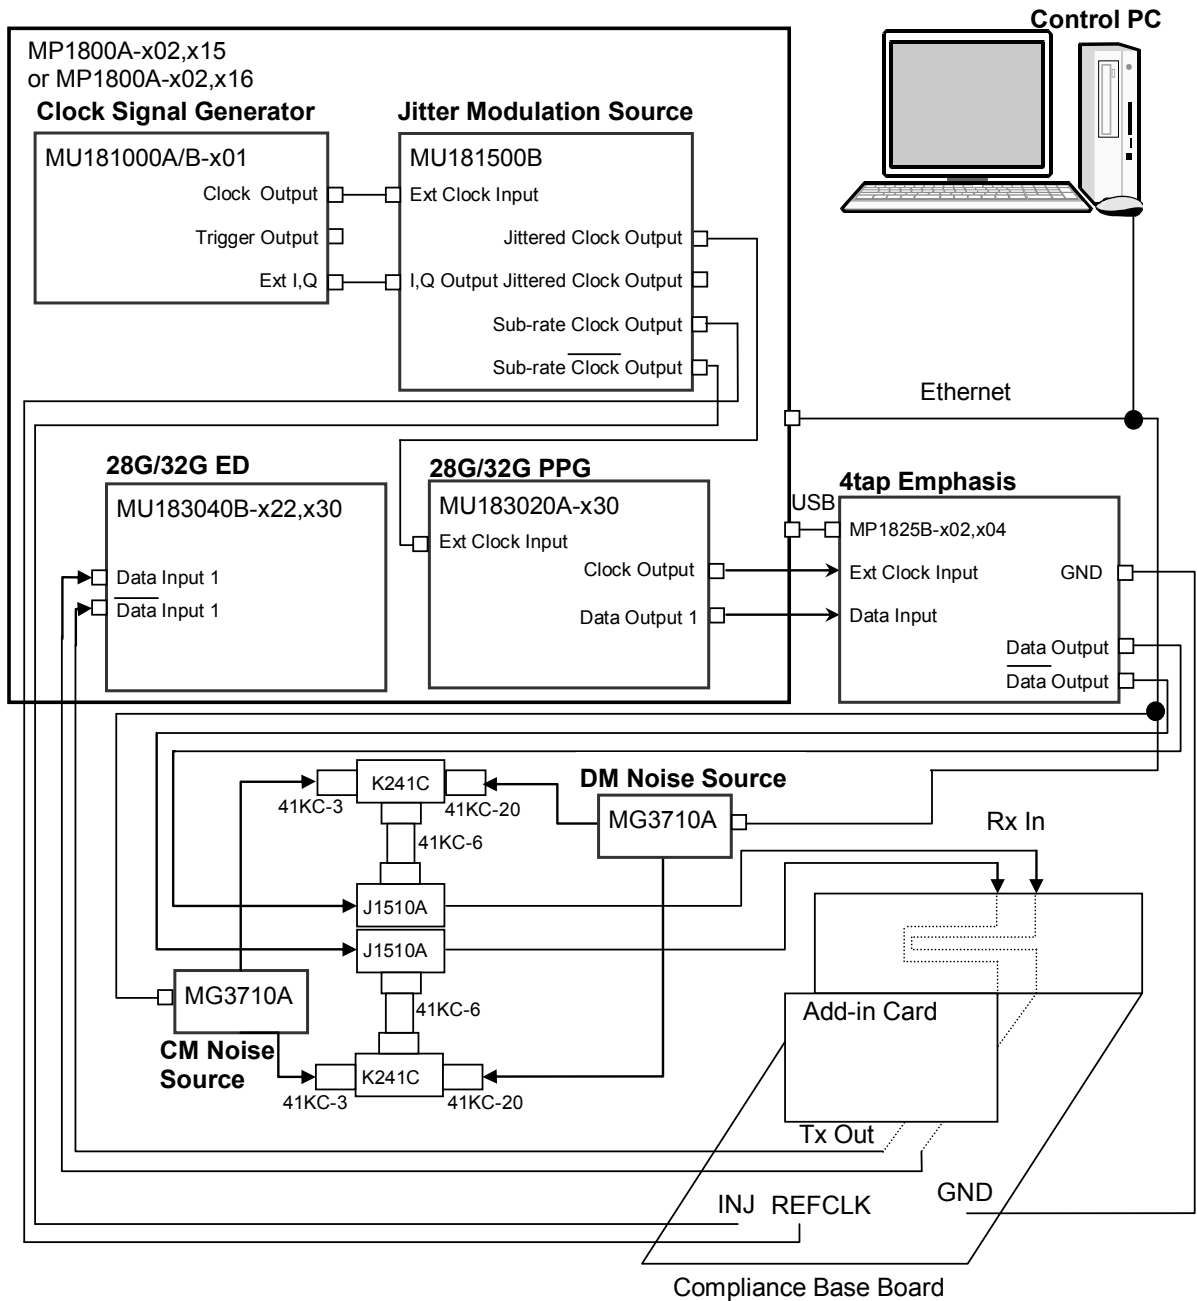 Control PC
MP1800A-x02,x15
or MP1800A-x02,x16
Clock Signal Generator
Jitter Modulation Source
MU181000A/B-x01
Clock Output
Trigger Output
Ext I,Q
MU181500B
Ext Clock Input
Jittered Clock Output
I,Q Output Jittered Clock Output
Sub-rate Clock Output
Sub-rate Clock Output
Ethernet
28G/32G ED
MU183040B-x22,x30
Data Input 1
Data Input 1
28G/32G PPG
MU183020A-x30
Ext Clock Input
Clock Output
Data Output 1
4tap Emphasis
USB
MP1825B-x02,x04
Ext Clock Input
GND
Data Input
Data Output
Data Output
DM Noise Source
MG3710A
K241C
41KC-3
41KC-20
41KC-6
Rx In
J1510A
J1510A
MG3710A
41KC-6
CM Noise
Source
K241C
41KC-3
41KC-20
Add-in Card
Tx Out
INJ REFCLK
GND
Compliance Base Board